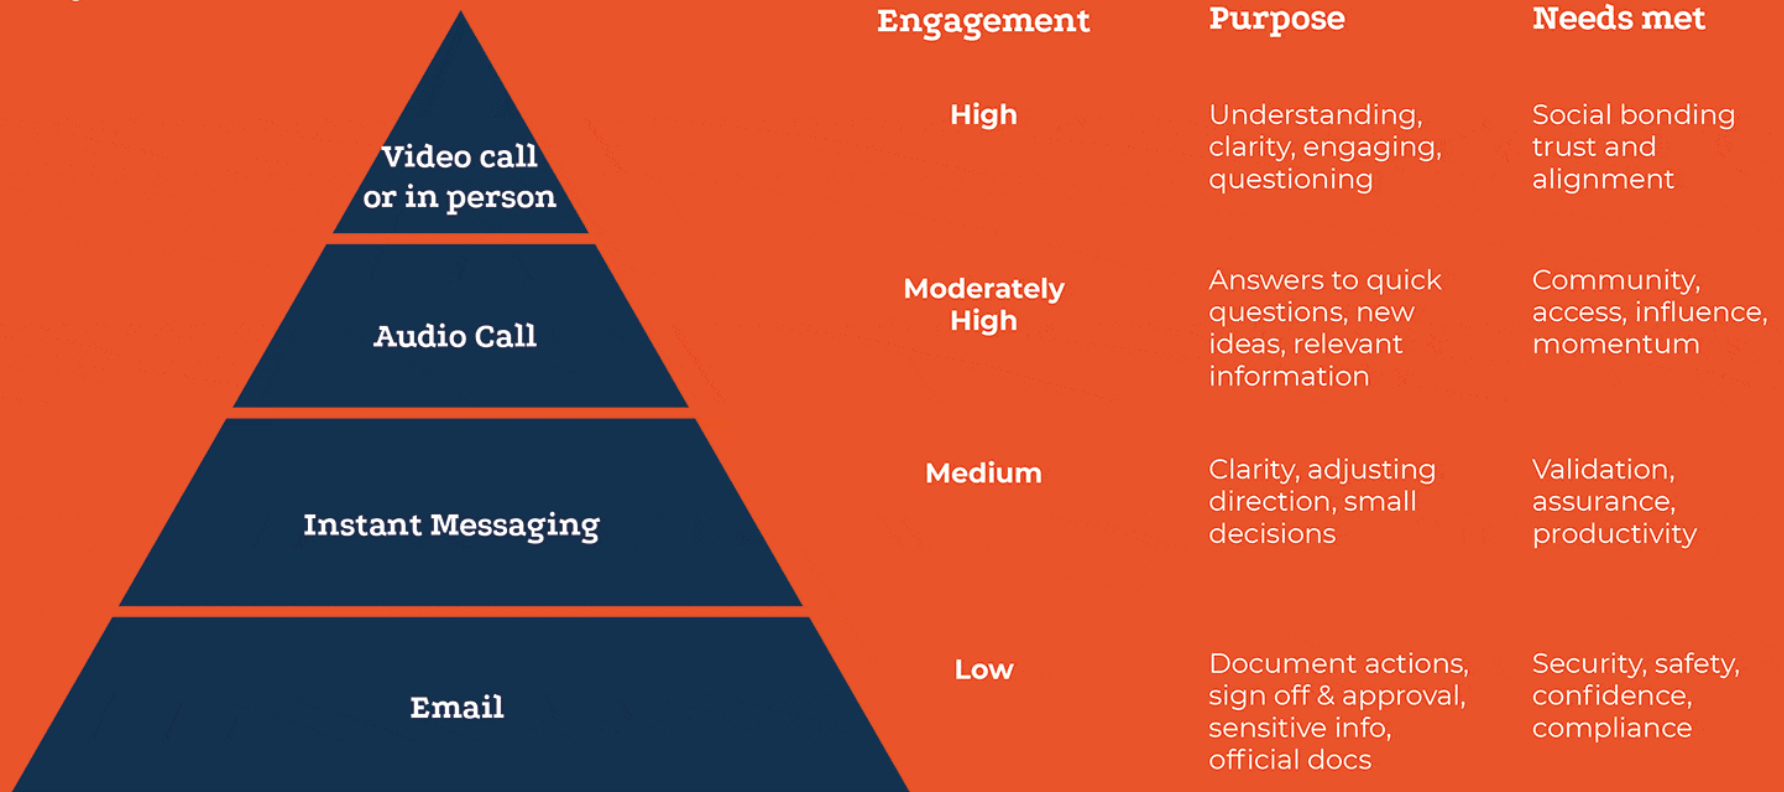 Engagement
Purpose
Needs met
Video call
or in person
High
Understanding,
clarity, engaging,
questioning
Social bonding
trust and
alignment
Audio Call
Moderately
High
Answers to quick
questions, new
ideas, relevant
information
Community,
access, influence,
momentum
Instant Messaging
Medium
Clarity, adjusting
direction, small
decisions
Validation,
assurance,
productivity
Email
Low
Document actions,
sign off & approval,
sensitive info,
official docs
Security, safety,
confidence,
compliance